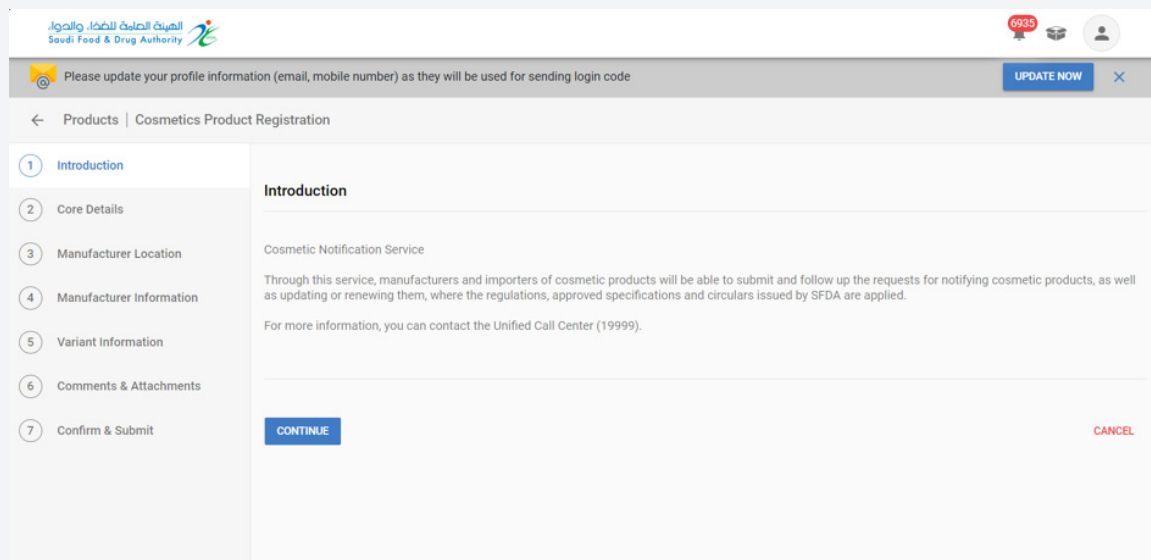 الهيئة العامة للغذاء والدواء
Saudi Food & Drug Authority
6935
Please update your profile information (email, mobile number) as they will be used for sending login code
UPDATE NOW
Products | Cosmetics Product Registration
1 Introduction
2 Core Details
3 Manufacturer Location
4 Manufacturer Information
5 Variant Information
6 Comments & Attachments
7 Confirm & Submit
Introduction
Cosmetic Notification Service
Through this service, manufacturers and importers of cosmetic products will be able to submit and follow up the requests for notifying cosmetic products, as well
as updating or renewing them, where the regulations, approved specifications and circulars issued by SFDA are applied.
For more information, you can contact the Unified Call Center (19999).
CONTINUE
CANCEL